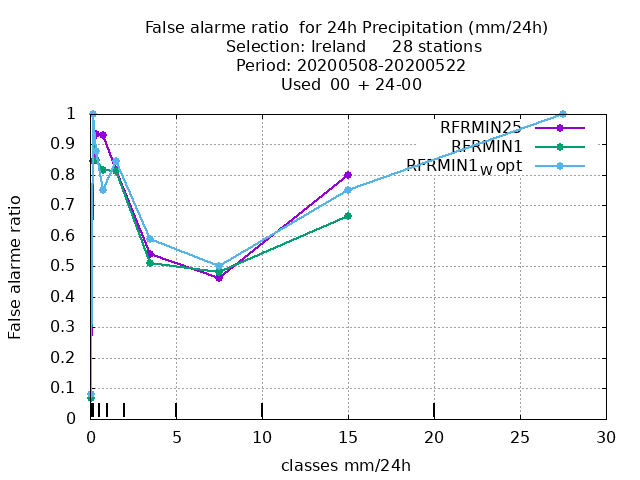 False alarme ratio  for 24h Precipitation (mm/24h)
Selection: Ireland     28 stations
Period: 20200508-20200522
Used  00 + 24-00
RFRMIN25
RFRMIN1
RFRMIN1W opt
False alarme ratio
1
0.9
0.8
0.7
0.6
0.5
0.4
0.3
0.2
0.1
0
0 5 10 15 20 25 30
classes mm/24h